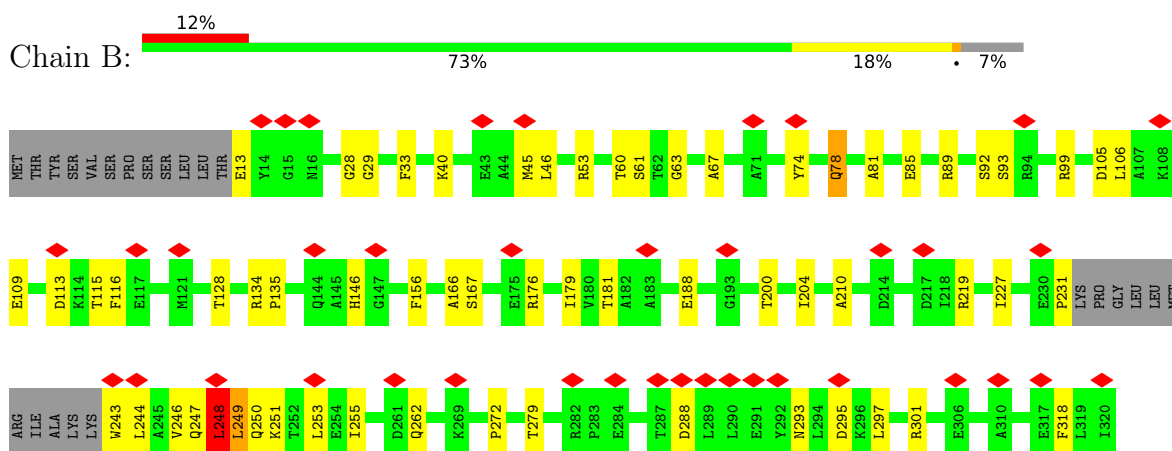 12%
Chain B:
73% 18% • 7%
MET THR TYR SER VAL SER PRO SER SER LEU LEU THR E13 Y14 G15 N16 G28 G29 F33 K40 E43 A44 M45 L46 R53 T60 S61 T62 G63 A67 A71 Y74 Q78 A81 E85 R89 S92 S93 R94 R99 D105 L106 A107 K108
E109 D113 K114 T115 F116 E117 M121 T128 R134 P135 Q144 A145 H146 G147 F156 A166 S167 E175 R176 I179 V180 T181 A182 A183 E188 G193 T200 I204 A210 D214 D217 I218 R219 I227 E230 P231 LYS PRO GLY LEU LEU MET
ARG ILE ALA LYS LYS W243 L244 A245 V246 Q247 L248 L249 Q250 K251 T252 L253 E254 I255 D261 Q262 K269 P272 T279 R282 P283 E284 T287 D288 L289 L290 E291 Y292 N293 L294 D295 K296 L297 R301 E306 A310 E317 F318 L319 I320